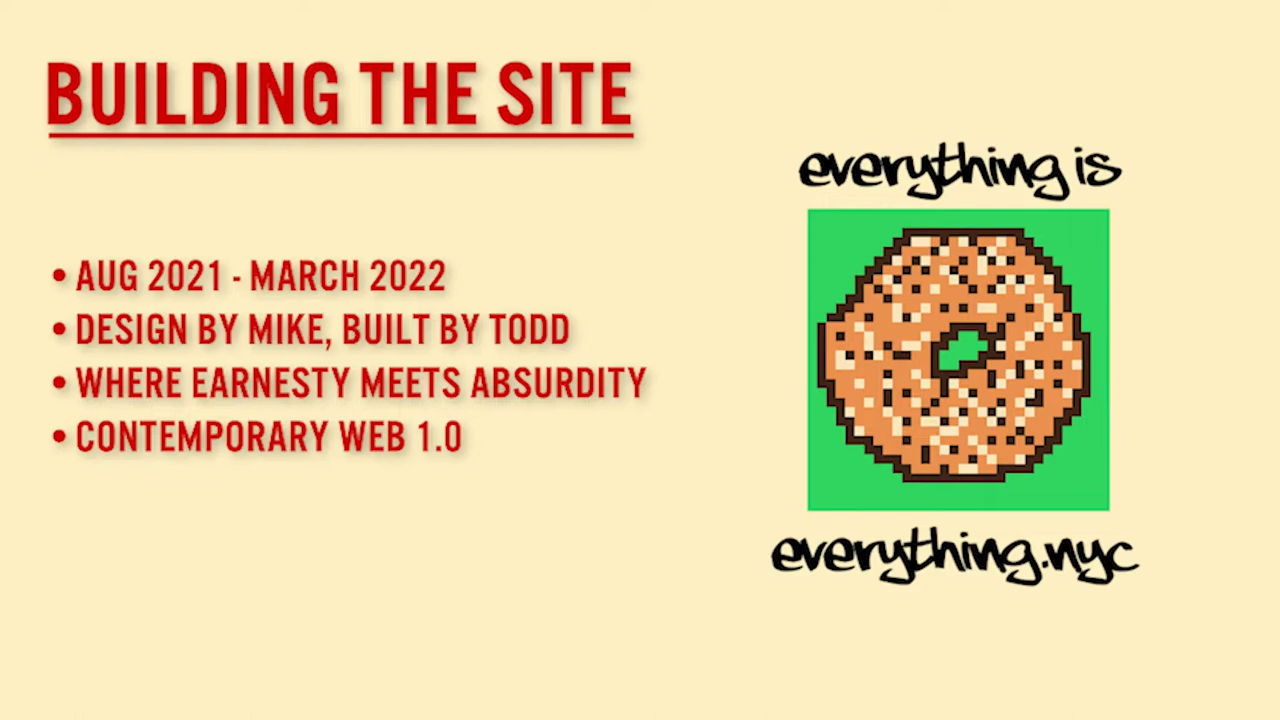 BUILDING THE SITE
• AUG 2021 - MARCH 2022
• DESIGN BY MIKE, BUILT BY TODD
• WHERE EARNESTY MEETS ABSURDITY
• CONTEMPORARY WEB 1.0
everything is
everything.nyc